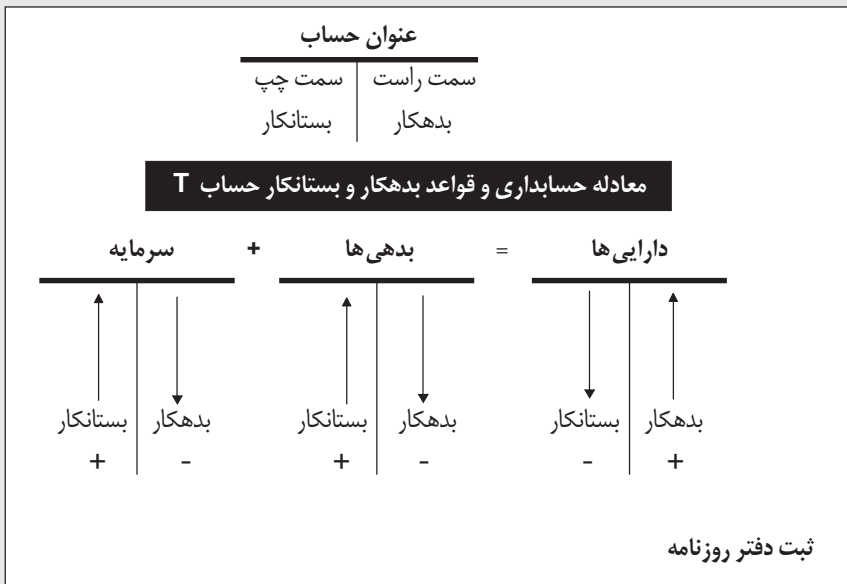 عنوان حساب
سمت راست سمت چپ
بدهکار بستانکار
معادله حسابداری و قواعد بدهکار و بستانکار حساب T
دارایی‌ها = بدهی‌ها + سرمایه
بدهکار بستانکار بدهکار بستانکار بدهکار بستانکار
+ - - + - +
ثبت دفتر روزنامه